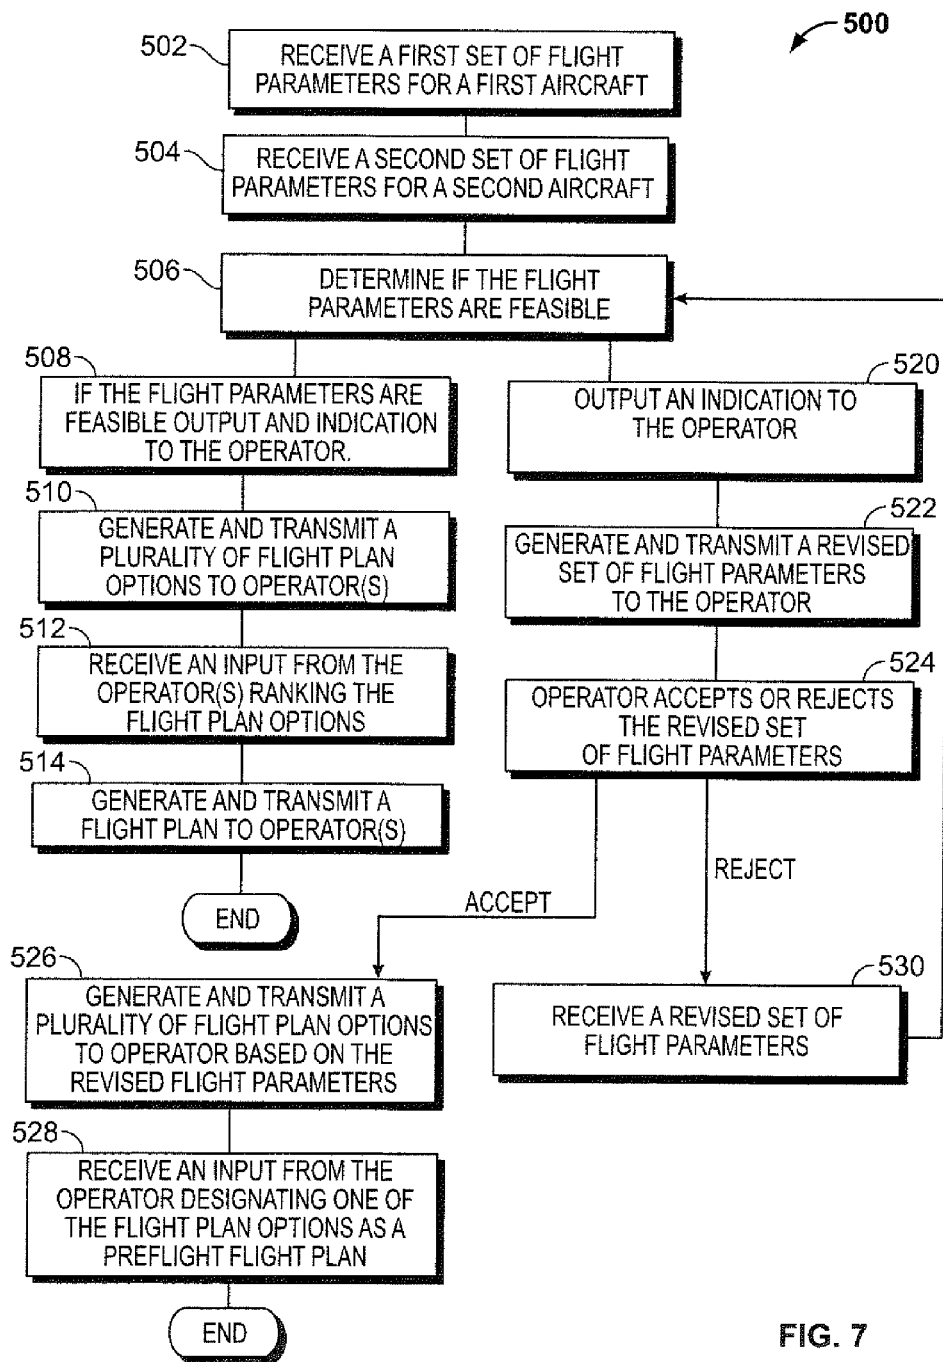 500
502
RECEIVE A FIRST SET OF FLIGHT
PARAMETERS FOR A FIRST AIRCRAFT
504
RECEIVE A SECOND SET OF FLIGHT
PARAMETERS FOR A SECOND AIRCRAFT
506
DETERMINE IF THE FLIGHT
PARAMETERS ARE FEASIBLE
508
IF THE FLIGHT PARAMETERS ARE
FEASIBLE OUTPUT AND INDICATION
TO THE OPERATOR.
510
GENERATE AND TRANSMIT A
PLURALITY OF FLIGHT PLAN
OPTIONS TO OPERATOR(S)
512
RECEIVE AN INPUT FROM THE
OPERATOR(S) RANKING THE
FLIGHT PLAN OPTIONS
514
GENERATE AND TRANSMIT A
FLIGHT PLAN TO OPERATOR(S)
END
520
OUTPUT AN INDICATION TO
THE OPERATOR
522
GENERATE AND TRANSMIT A REVISED
SET OF FLIGHT PARAMETERS
TO THE OPERATOR
524
OPERATOR ACCEPTS OR REJECTS
THE REVISED SET
OF FLIGHT PARAMETERS
ACCEPT
REJECT
526
GENERATE AND TRANSMIT A
PLURALITY OF FLIGHT PLAN OPTIONS
TO OPERATOR BASED ON THE
REVISED FLIGHT PARAMETERS
528
RECEIVE AN INPUT FROM THE
OPERATOR DESIGNATING ONE OF
THE FLIGHT PLAN OPTIONS AS A
PREFLIGHT FLIGHT PLAN
END
530
RECEIVE A REVISED SET OF
FLIGHT PARAMETERS
FIG. 7